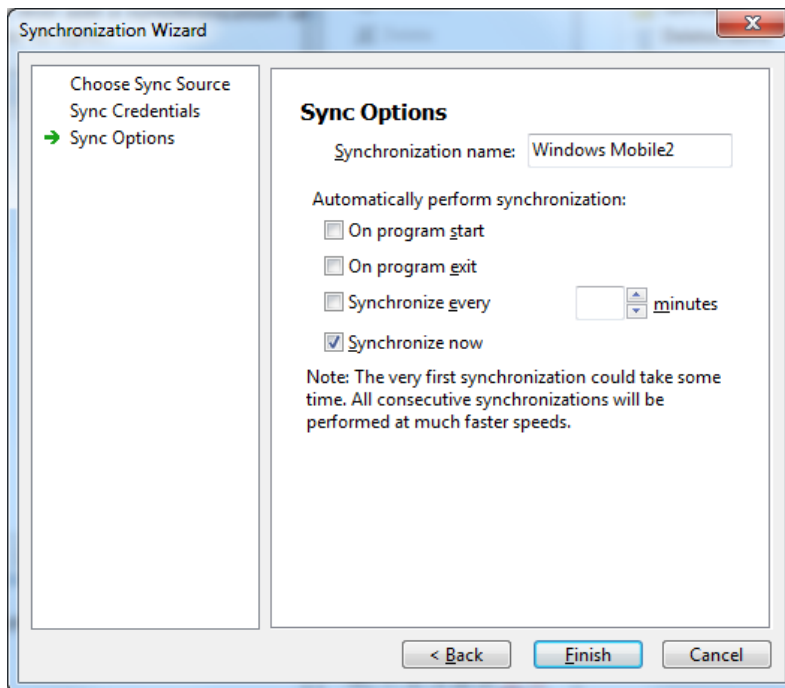 Synchronization Wizard
Choose Sync Source
Sync Credentials
Sync Options
Sync Options
Synchronization name: Windows Mobile2
Automatically perform synchronization:
On program start
On program exit
Synchronize every minutes
Synchronize now
Note: The very first synchronization could take some
time. All consecutive synchronizations will be
performed at much faster speeds.
< Back Finish Cancel